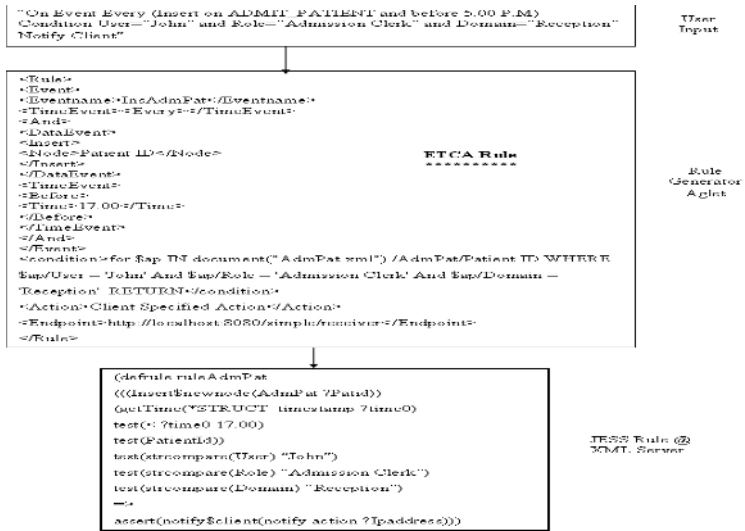 "On Event Every (Insert on ADMIT_PATIENT and before 5.00 P.M)
Condition User="John" and Role="Admission Clerk" and Domain="Reception"
Notify Client"
User
Input
<Rule>
<Event>
<Eventname>InsAdmPat</Eventname>
<TimeEvent>Every</TimeEvent>
<And>
<DataEvent>
<Insert>
<Node>Patient ID</Node>
</Insert>
</DataEvent>
<TimeEvent>
<Before>
<Time>17.00</Time>
</Before>
</TimeEvent>
</And>
</Event>
<condition>for $ap IN document("AdmPat.xml") /AdmPat/Patient ID WHERE
$ap/User = 'John' And $ap/Role = 'Admission Clerk' And $ap/Domain =
'Reception' RETURN</condition>
<Action>Client Specified Action</Action>
<Endpoint>http://localhost:8080/simple/receiver</Endpoint>
</Rule>
ETCA Rule
**********
Rule
Generator
Aglet
(defrule ruleAdmPat
(((Insert$newnode(AdmPat ?Patid))
(getTime(*STRUCT_timestamp ?time0)
test(< ?time0 17.00)
test(PatientId))
test(strcompare(User) "John")
test(strcompare(Role) "Admission Clerk")
test(strcompare(Domain) "Reception")
=>
assert(notify$client(notify action ?Ipaddress)))
JESS Rule @
XML Server